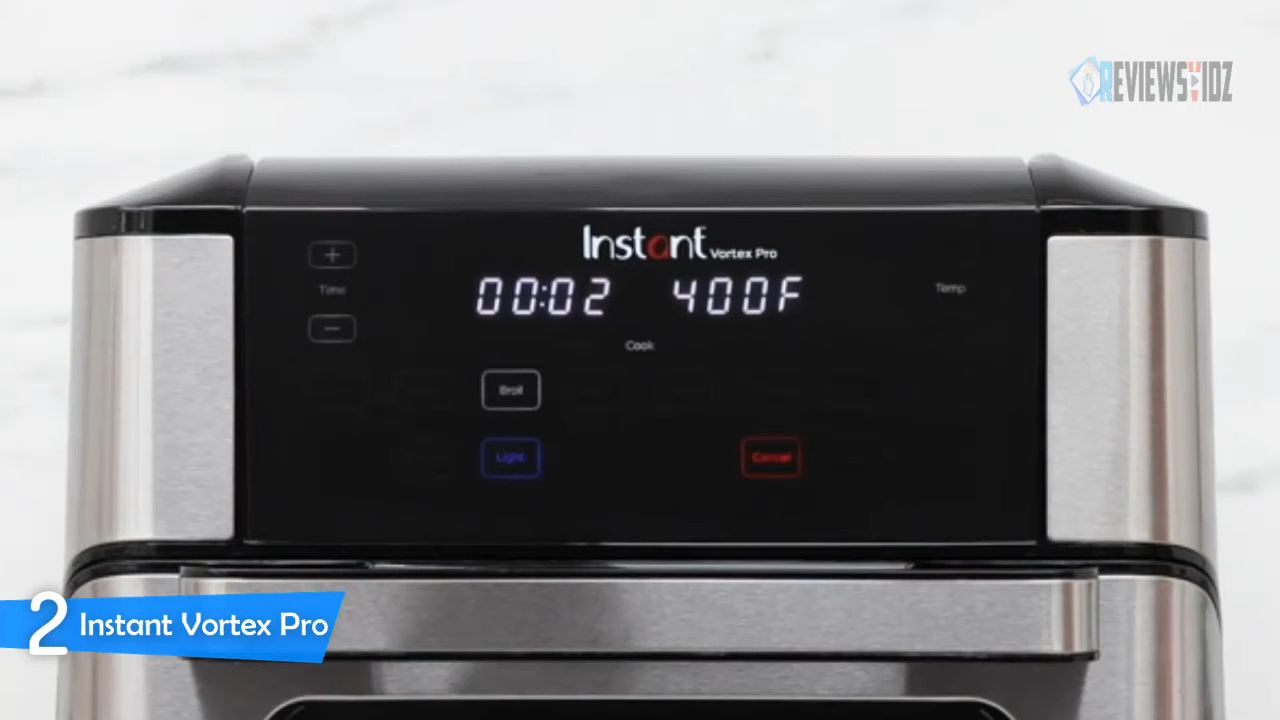 REVIEWSVIDZ
Instant Vortex Pro
+
Time
−
00:02 400F
Temp
Cook
Broil
Light
Cancel
2 Instant Vortex Pro